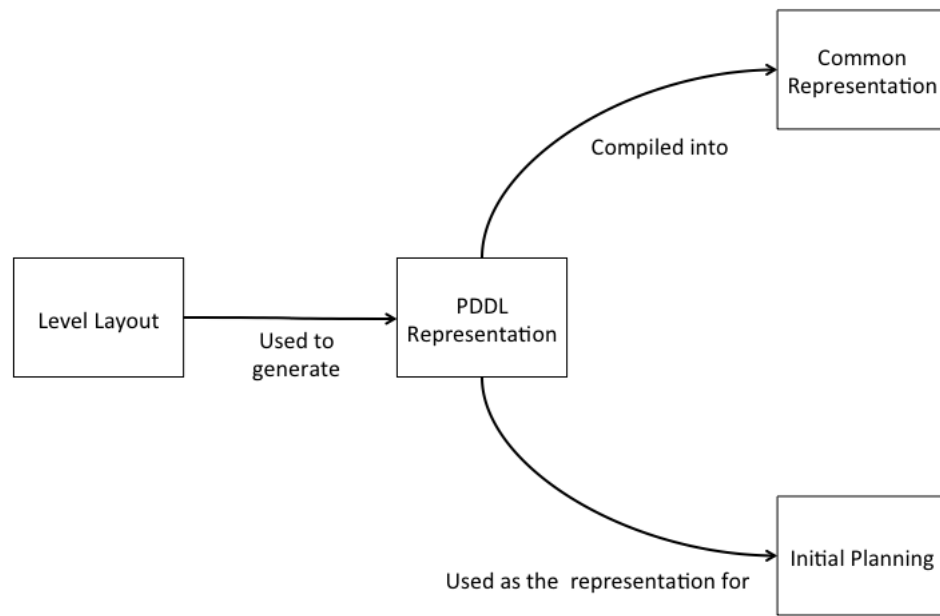 Common
Representation
Compiled into
Level Layout
Used to
generate
PDDL
Representation
Used as the  representation for
Initial Planning